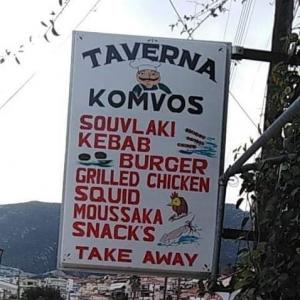 TAVERNA
KOMVOS
SOUVLAKI
KEBAB
BURGER
GRILLED CHICKEN
SQUID
MOUSSAKA
SNACK'S
TAKE AWAY